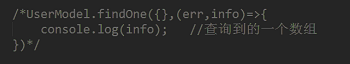 /*UserModel.findOne({},(err,info)=>{
console.log(info);   //查询到的一个数组
})*/